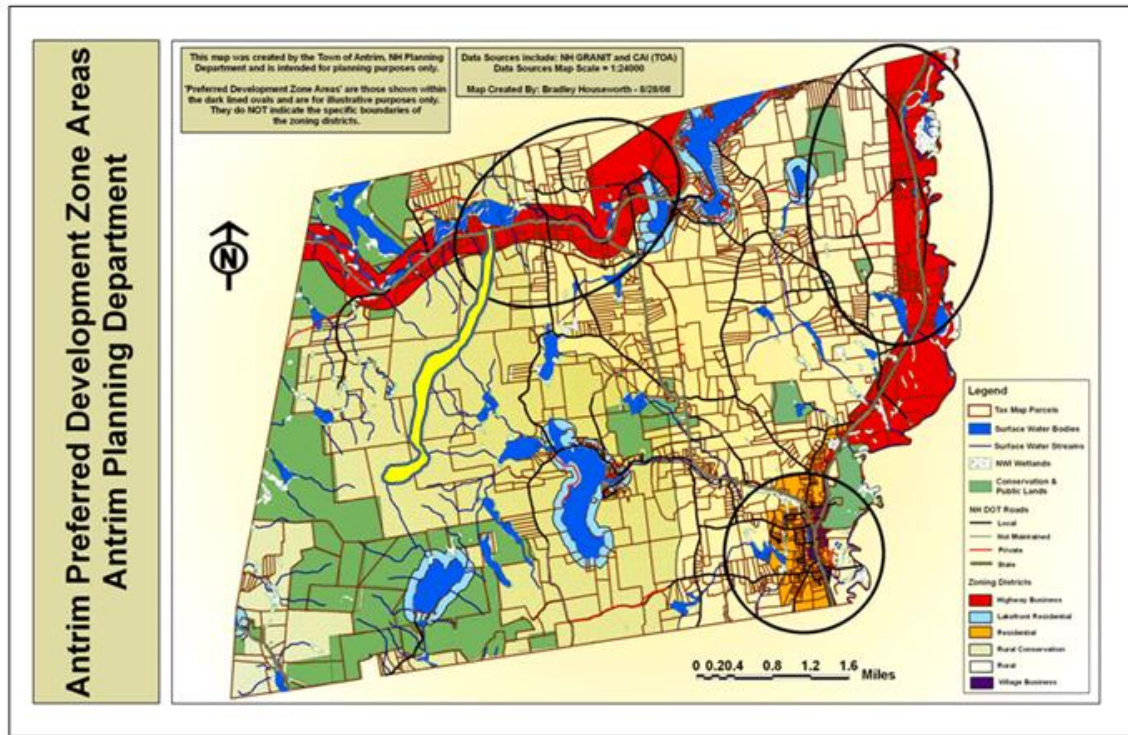 Antrim Preferred Development Zone Areas
Antrim Planning Department
This map was created by the Town of Antrim, NH Planning
Department and is intended for planning purposes only.
'Preferred Development Zone Areas' are those shown within
the dark lined ovals and are for illustrative purposes only.
They do NOT indicate the specific boundaries of
the zoning districts.
Data Sources include: NH GRANIT and CAI (TOA)
Data Sources Map Scale = 1:24000
Map Created By: Bradley Houseworth - 8/28/08
N
Legend
Tax Map Parcels
Surface Water Bodies
Surface Water Streams
NWI Wetlands
Conservation &
Public Lands
NH DOT Roads
Local
Not Maintained
Private
State
Zoning Districts
Highway Business
Lakefront Residential
Residential
Rural Conservation
Rural
Village Business
0 0.20.4 0.8 1.2 1.6
Miles